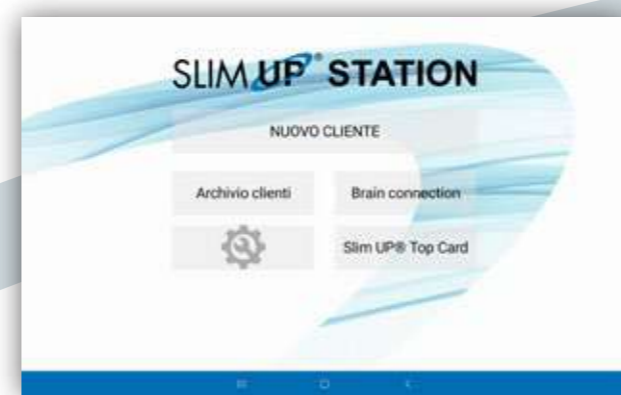 SLIM UP® STATION
NUOVO CLIENTE
Archivio clienti Brain connection
Slim UP® Top Card